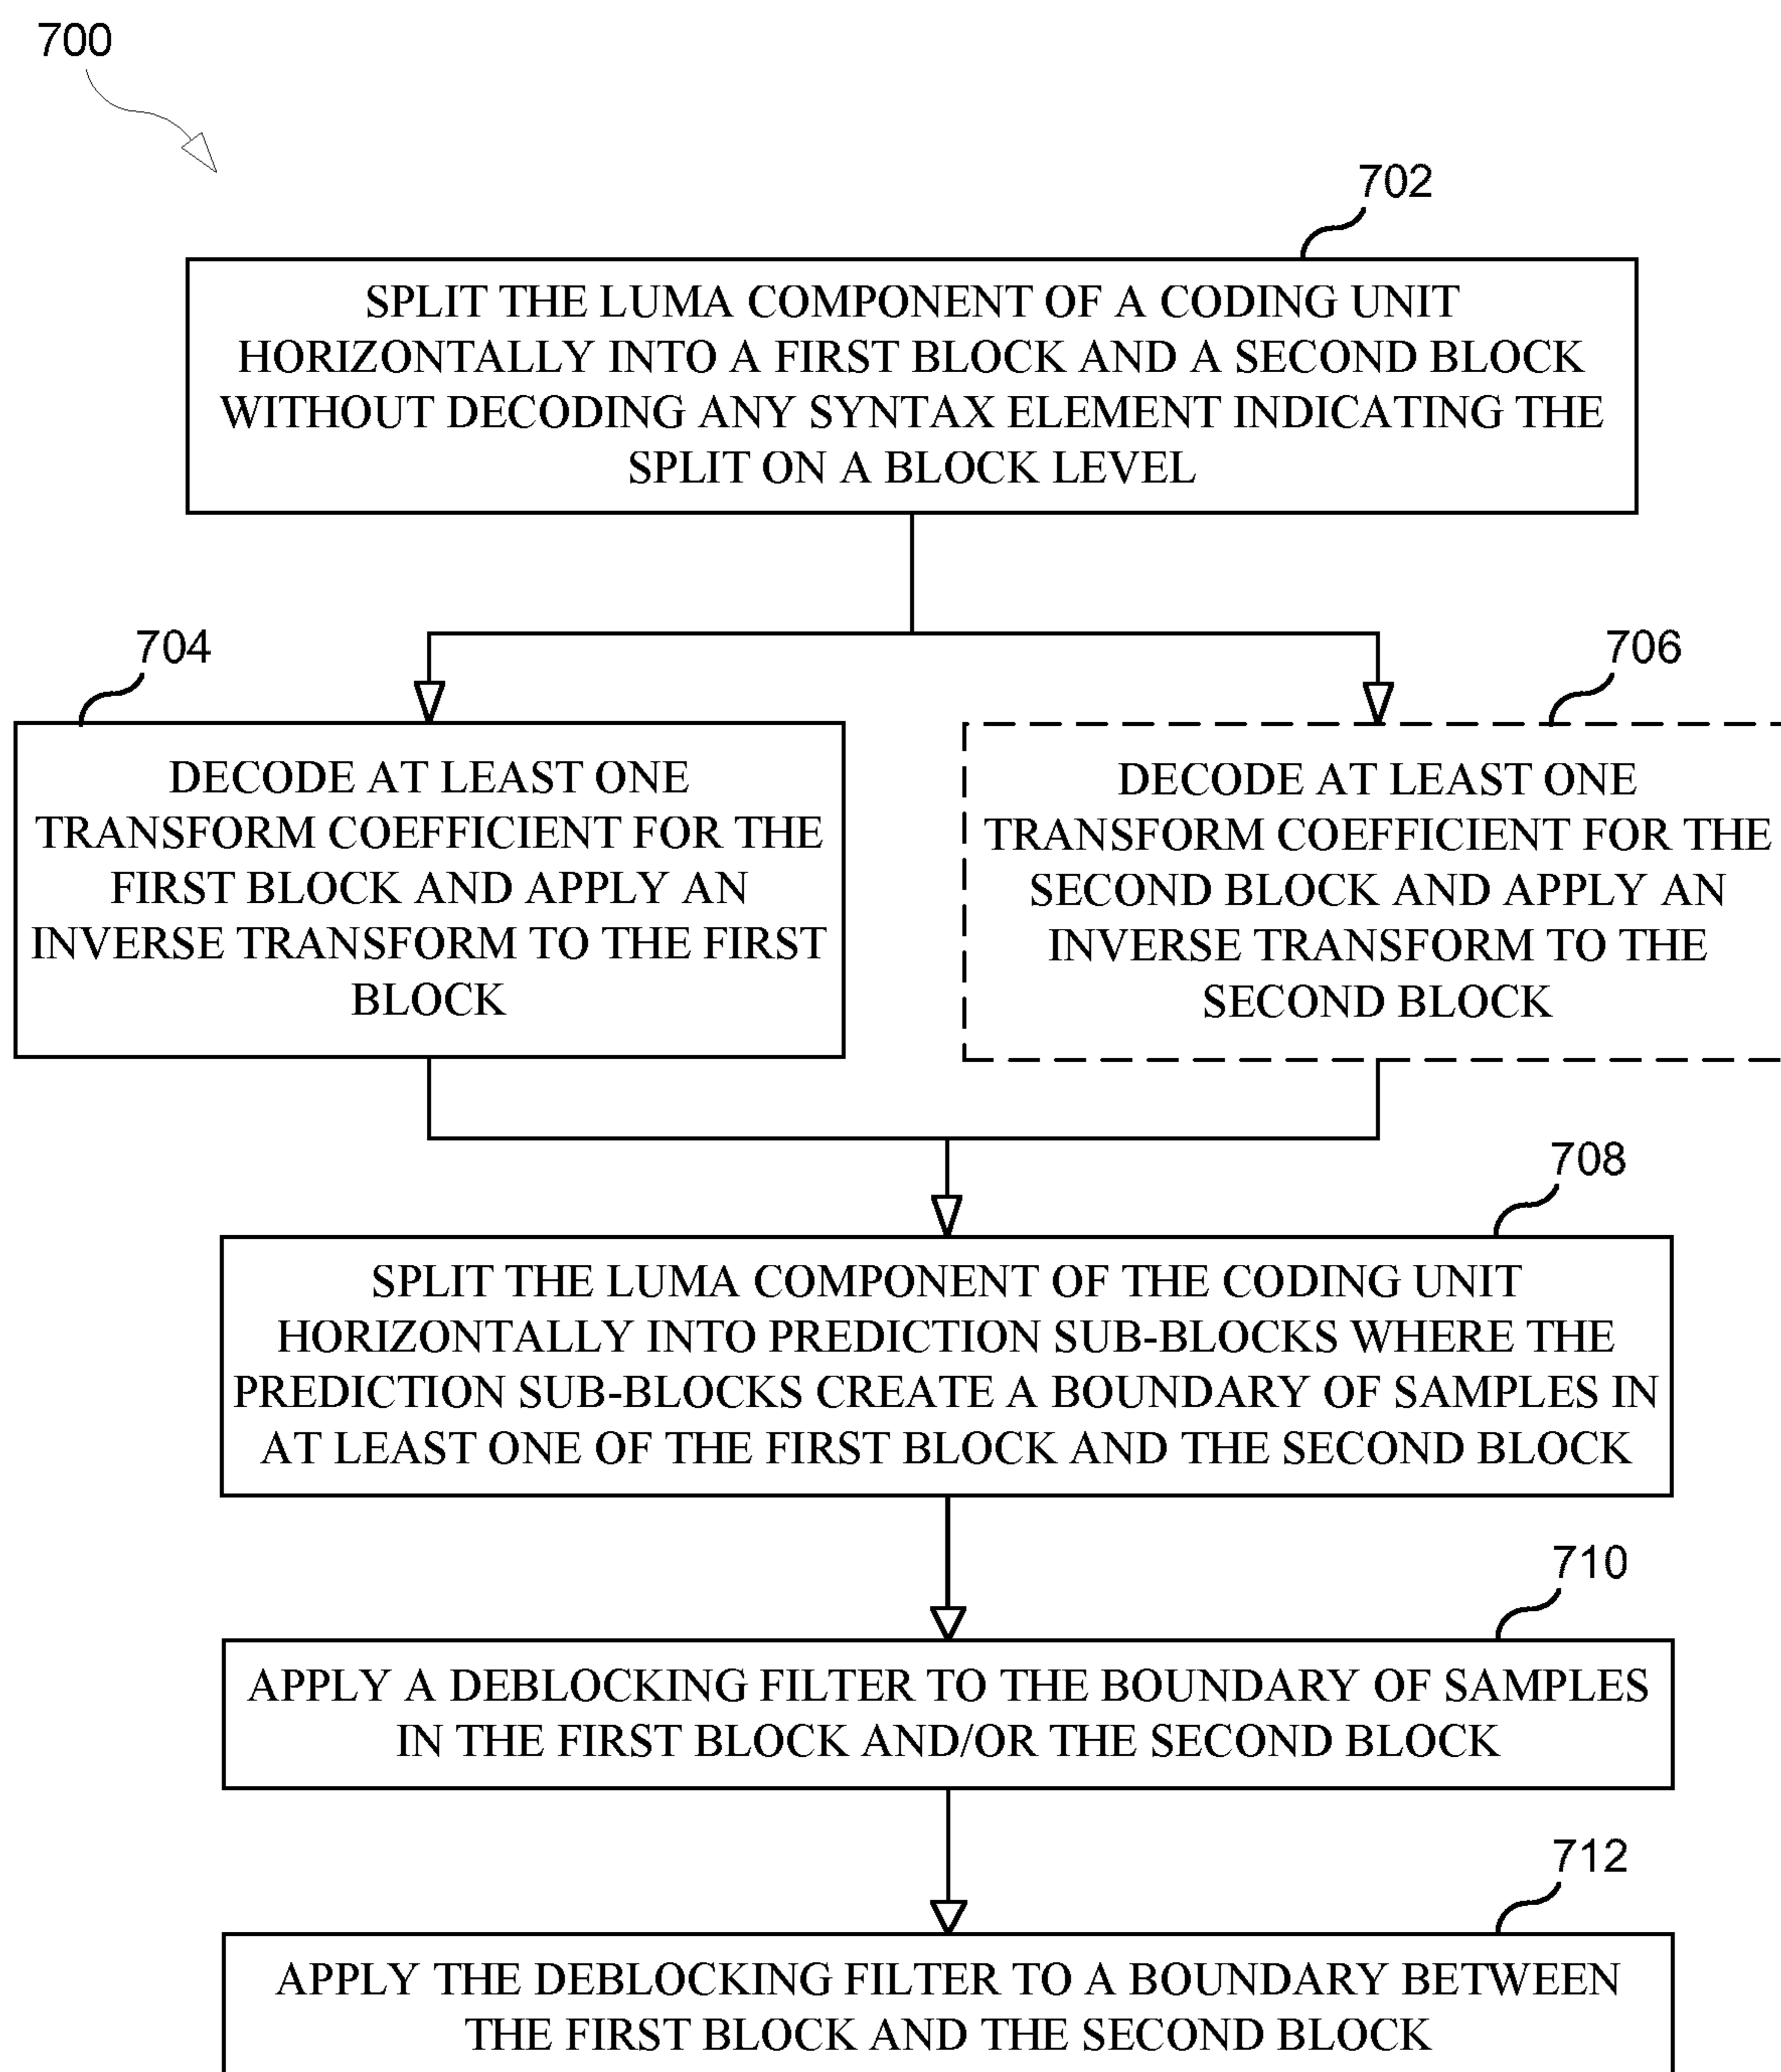 700
702
SPLIT THE LUMA COMPONENT OF A CODING UNIT
HORIZONTALLY INTO A FIRST BLOCK AND A SECOND BLOCK
WITHOUT DECODING ANY SYNTAX ELEMENT INDICATING THE
SPLIT ON A BLOCK LEVEL
704
DECODE AT LEAST ONE
TRANSFORM COEFFICIENT FOR THE
FIRST BLOCK AND APPLY AN
INVERSE TRANSFORM TO THE FIRST
BLOCK
706
DECODE AT LEAST ONE
TRANSFORM COEFFICIENT FOR THE
SECOND BLOCK AND APPLY AN
INVERSE TRANSFORM TO THE
SECOND BLOCK
708
SPLIT THE LUMA COMPONENT OF THE CODING UNIT
HORIZONTALLY INTO PREDICTION SUB-BLOCKS WHERE THE
PREDICTION SUB-BLOCKS CREATE A BOUNDARY OF SAMPLES IN
AT LEAST ONE OF THE FIRST BLOCK AND THE SECOND BLOCK
710
APPLY A DEBLOCKING FILTER TO THE BOUNDARY OF SAMPLES
IN THE FIRST BLOCK AND/OR THE SECOND BLOCK
712
APPLY THE DEBLOCKING FILTER TO A BOUNDARY BETWEEN
THE FIRST BLOCK AND THE SECOND BLOCK